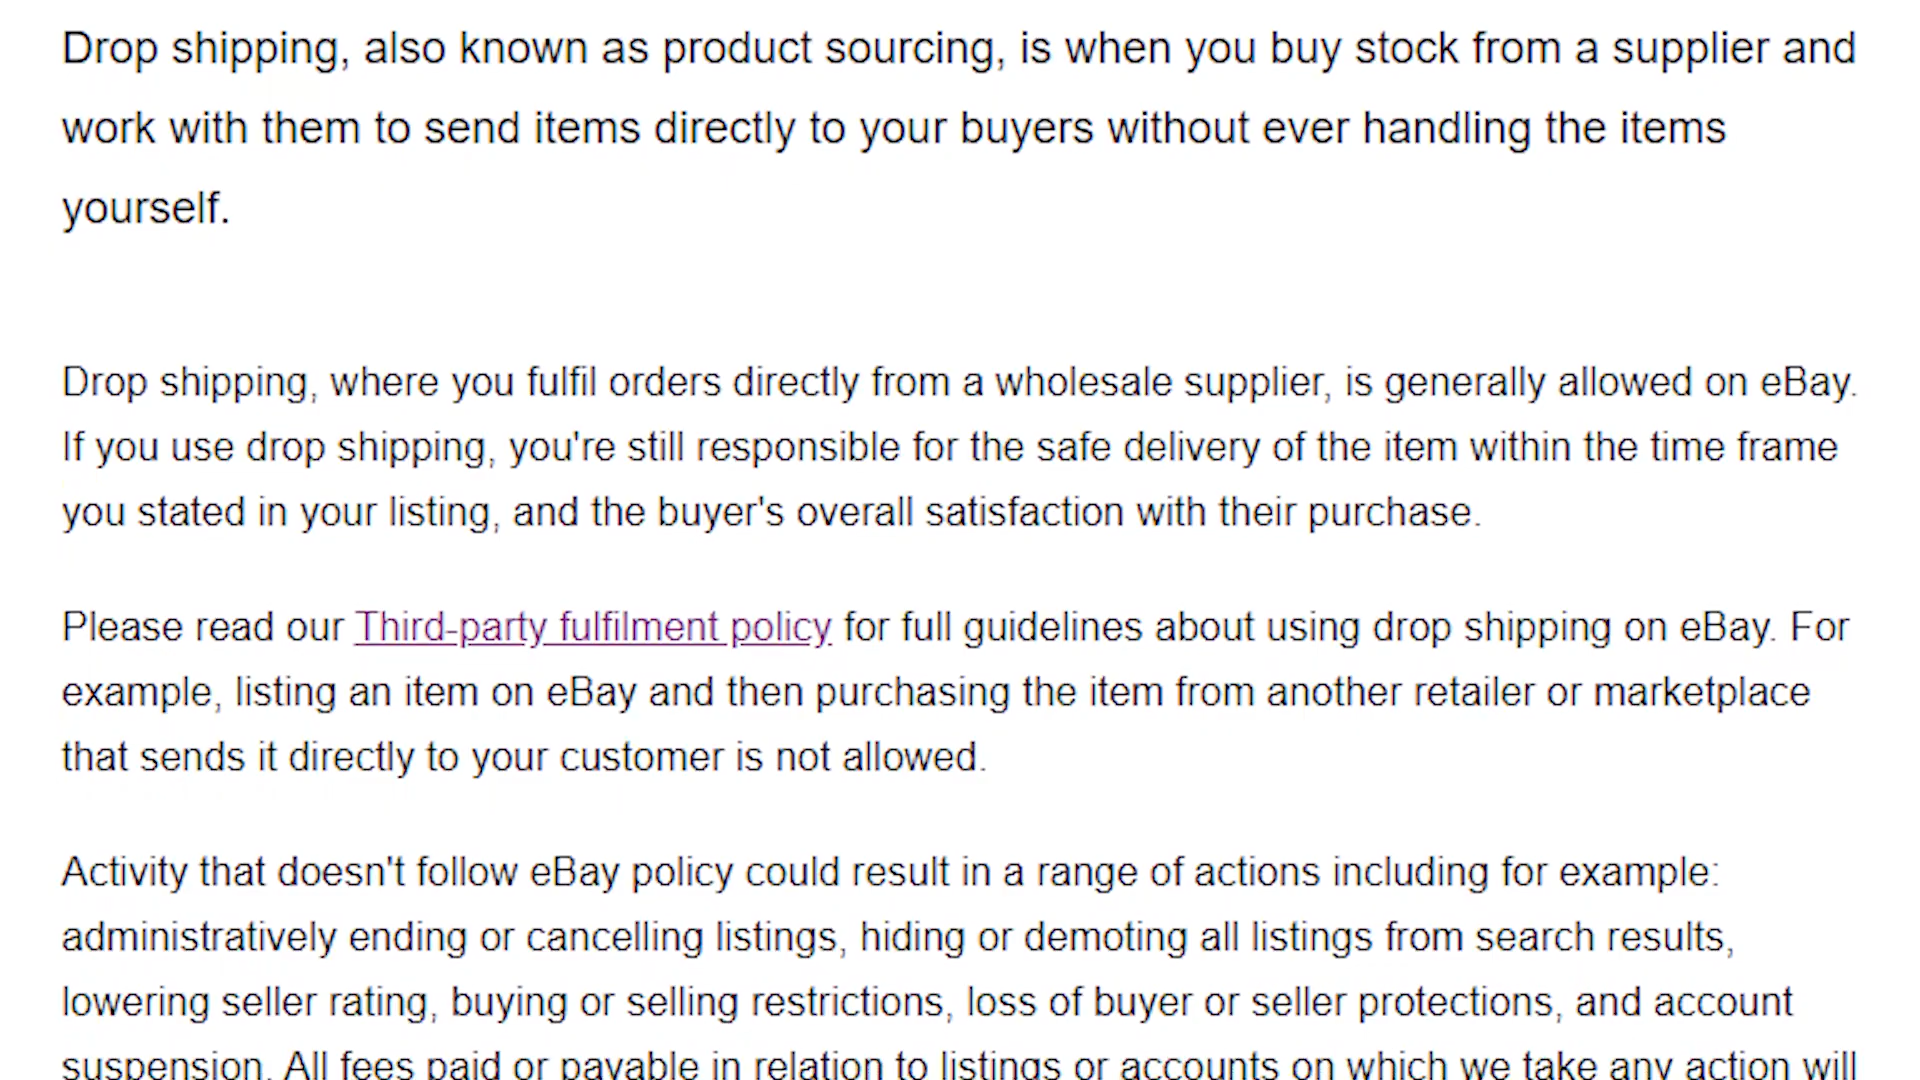 Drop shipping, also known as product sourcing, is when you buy stock from a supplier and
work with them to send items directly to your buyers without ever handling the items
yourself.
Drop shipping, where you fulfil orders directly from a wholesale supplier, is generally allowed on eBay.
If you use drop shipping, you're still responsible for the safe delivery of the item within the time frame
you stated in your listing, and the buyer's overall satisfaction with their purchase.
Please read our Third-party fulfilment policy for full guidelines about using drop shipping on eBay. For
example, listing an item on eBay and then purchasing the item from another retailer or marketplace
that sends it directly to your customer is not allowed.
Activity that doesn't follow eBay policy could result in a range of actions including for example:
administratively ending or cancelling listings, hiding or demoting all listings from search results,
lowering seller rating, buying or selling restrictions, loss of buyer or seller protections, and account
suspension. All fees paid or payable in relation to listings or accounts on which we take any action will